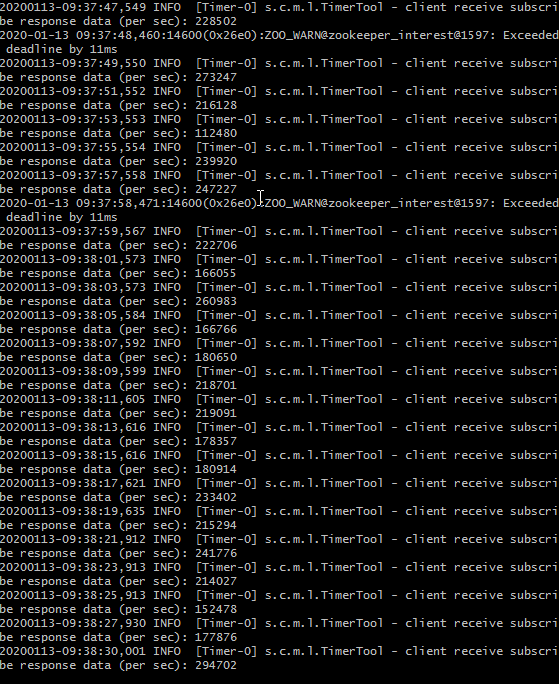 20200113-09:37:47,549 INFO  [Timer-0] s.c.m.l.TimerTool - client receive subscri
be response data (per sec): 228502
2020-01-13 09:37:48,460:14600(0x26e0):ZOO_WARN@zookeeper_interest@1597: Exceeded
 deadline by 11ms
20200113-09:37:49,550 INFO  [Timer-0] s.c.m.l.TimerTool - client receive subscri
be response data (per sec): 273247
20200113-09:37:51,552 INFO  [Timer-0] s.c.m.l.TimerTool - client receive subscri
be response data (per sec): 216128
20200113-09:37:53,553 INFO  [Timer-0] s.c.m.l.TimerTool - client receive subscri
be response data (per sec): 112480
20200113-09:37:55,554 INFO  [Timer-0] s.c.m.l.TimerTool - client receive subscri
be response data (per sec): 239920
20200113-09:37:57,558 INFO  [Timer-0] s.c.m.l.TimerTool - client receive subscri
be response data (per sec): 247227
2020-01-13 09:37:58,471:14600(0x26e0):ZOO_WARN@zookeeper_interest@1597: Exceeded
 deadline by 11ms
20200113-09:37:59,567 INFO  [Timer-0] s.c.m.l.TimerTool - client receive subscri
be response data (per sec): 222706
20200113-09:38:01,573 INFO  [Timer-0] s.c.m.l.TimerTool - client receive subscri
be response data (per sec): 166055
20200113-09:38:03,573 INFO  [Timer-0] s.c.m.l.TimerTool - client receive subscri
be response data (per sec): 260983
20200113-09:38:05,584 INFO  [Timer-0] s.c.m.l.TimerTool - client receive subscri
be response data (per sec): 166766
20200113-09:38:07,592 INFO  [Timer-0] s.c.m.l.TimerTool - client receive subscri
be response data (per sec): 180650
20200113-09:38:09,599 INFO  [Timer-0] s.c.m.l.TimerTool - client receive subscri
be response data (per sec): 218701
20200113-09:38:11,605 INFO  [Timer-0] s.c.m.l.TimerTool - client receive subscri
be response data (per sec): 219091
20200113-09:38:13,616 INFO  [Timer-0] s.c.m.l.TimerTool - client receive subscri
be response data (per sec): 178357
20200113-09:38:15,616 INFO  [Timer-0] s.c.m.l.TimerTool - client receive subscri
be response data (per sec): 180914
20200113-09:38:17,621 INFO  [Timer-0] s.c.m.l.TimerTool - client receive subscri
be response data (per sec): 233402
20200113-09:38:19,635 INFO  [Timer-0] s.c.m.l.TimerTool - client receive subscri
be response data (per sec): 215294
20200113-09:38:21,912 INFO  [Timer-0] s.c.m.l.TimerTool - client receive subscri
be response data (per sec): 241776
20200113-09:38:23,913 INFO  [Timer-0] s.c.m.l.TimerTool - client receive subscri
be response data (per sec): 214027
20200113-09:38:25,913 INFO  [Timer-0] s.c.m.l.TimerTool - client receive subscri
be response data (per sec): 152478
20200113-09:38:27,930 INFO  [Timer-0] s.c.m.l.TimerTool - client receive subscri
be response data (per sec): 177876
20200113-09:38:30,001 INFO  [Timer-0] s.c.m.l.TimerTool - client receive subscri
be response data (per sec): 294702